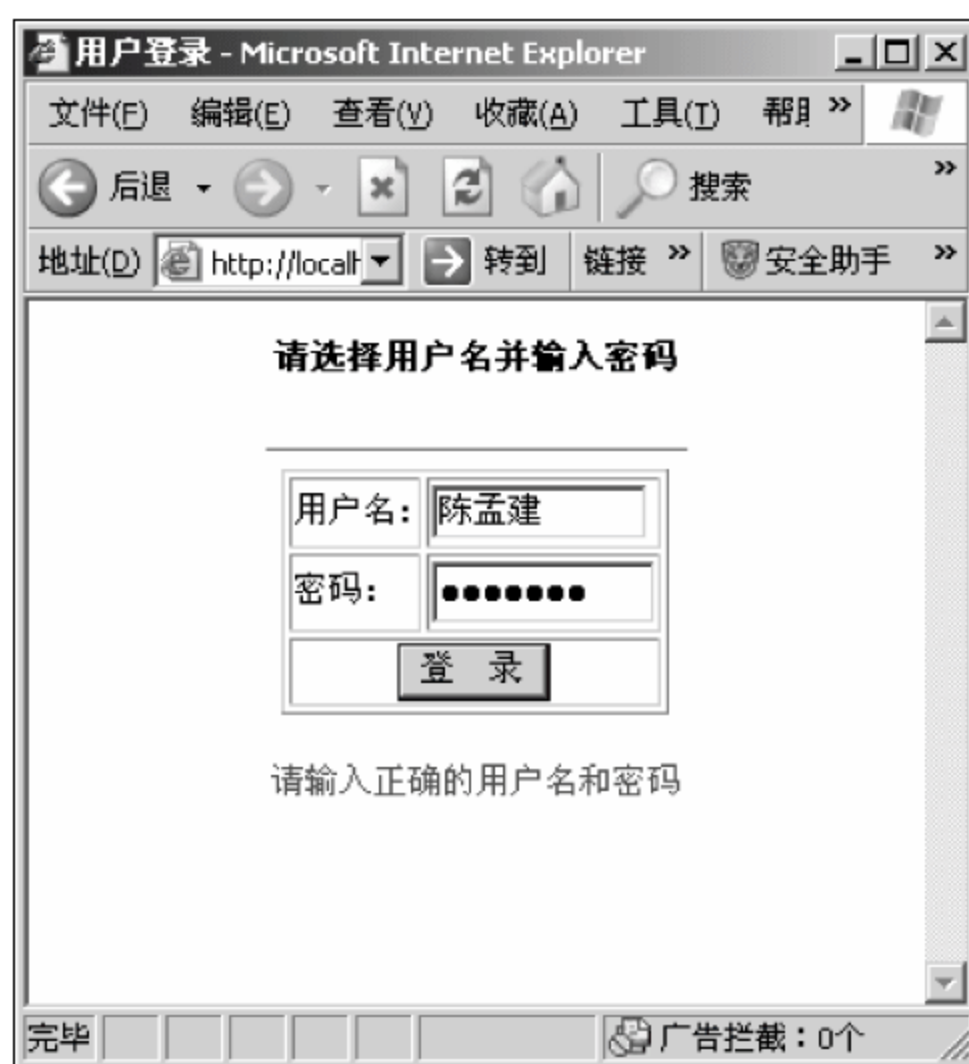 用户登录 - Microsoft Internet Explorer
文件(F) 编辑(E) 查看(V) 收藏(A) 工具(T) 帮 »
后退 搜索 »
地址(D) http://local 转到 链接 » 安全助手 »
请选择用户名并输入密码
用户名: 陈孟建
密码: •••••••
登 录
请输入正确的用户名和密码
完毕 广告拦截:0个